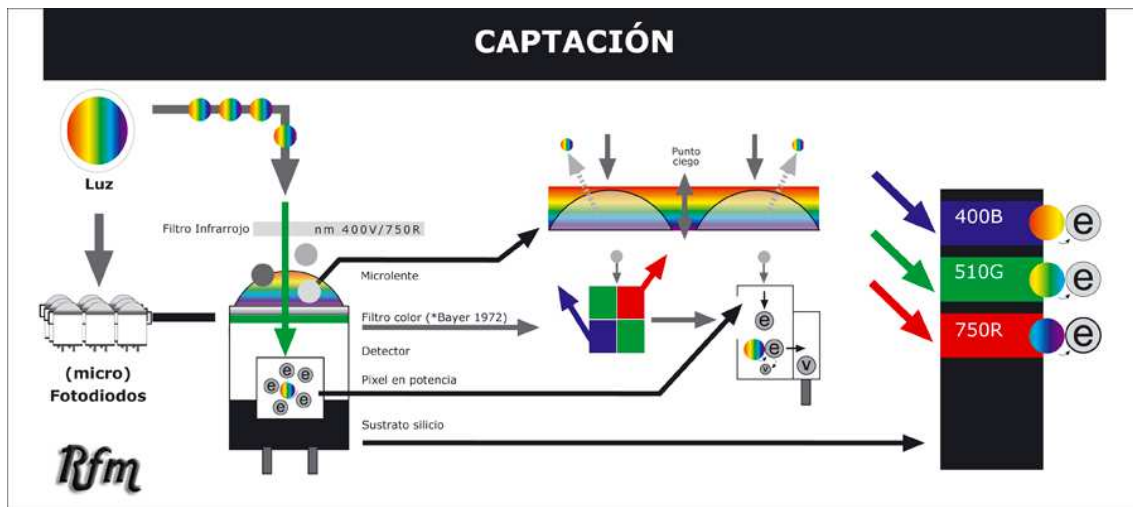 CAPTACIÓN
Luz
Filtro Infrarrojo
nm 400V/750R
Punto
ciego
Microlente
Filtro color (*Bayer 1972)
Detector
Pixel en potencia
Sustrato silicio
(micro)
Fotodiodos
e
e
e
e
e
e
e
v
v
400B
e
510G
e
750R
e
Rfm